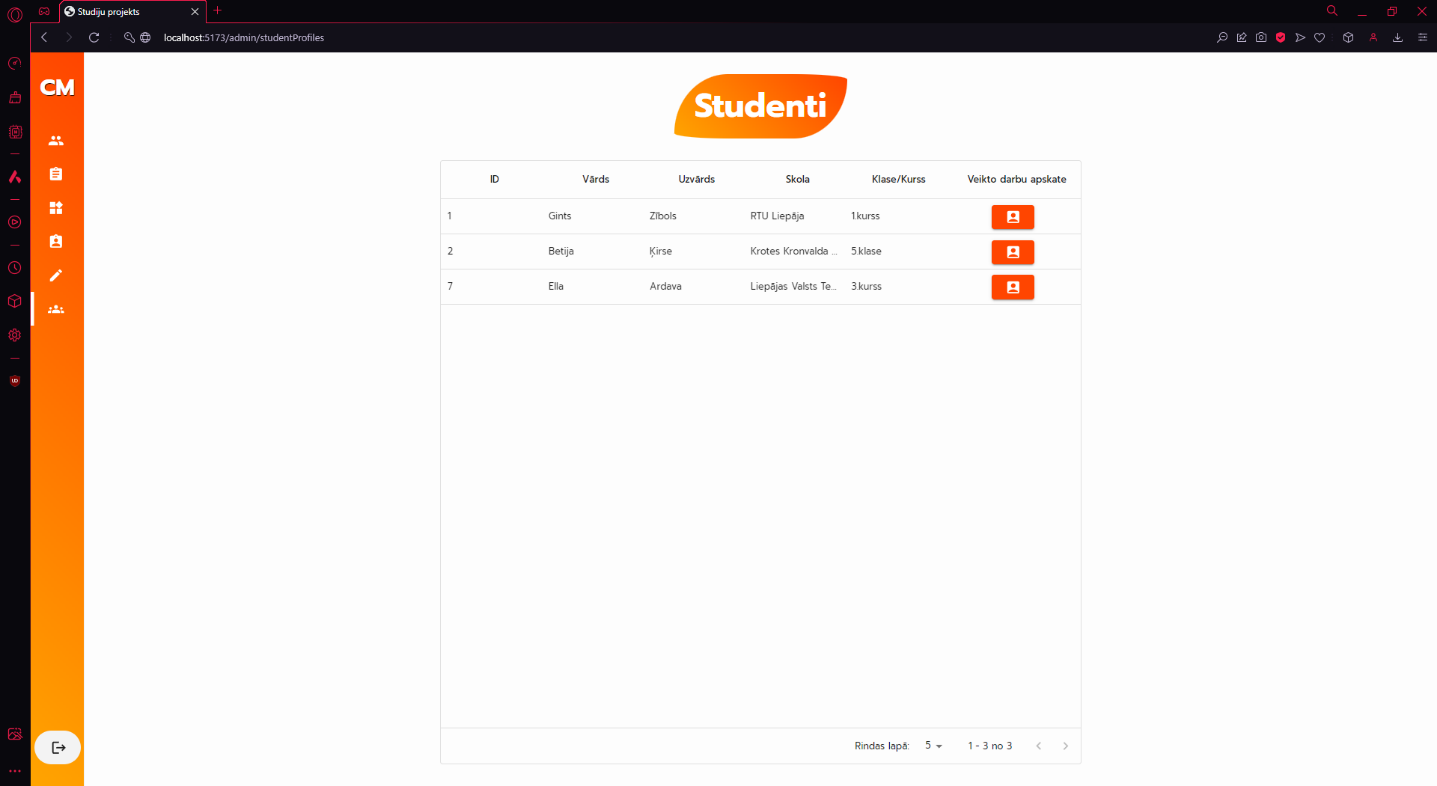 Studiju projekts
localhost:5173/admin/studentProfiles
CM
Studenti
ID Vārds Uzvārds Skola Klase/Kurss Veikto darbu apskate
1 Gints Zībols RTU Liepāja 1.kurss
2 Betija Ķirse Krotes Kronvalda ... 5.klase
7 Ella Ardava Liepājas Valsts Te... 3.kurss
Rindas lapā: 5 1 - 3 no 3